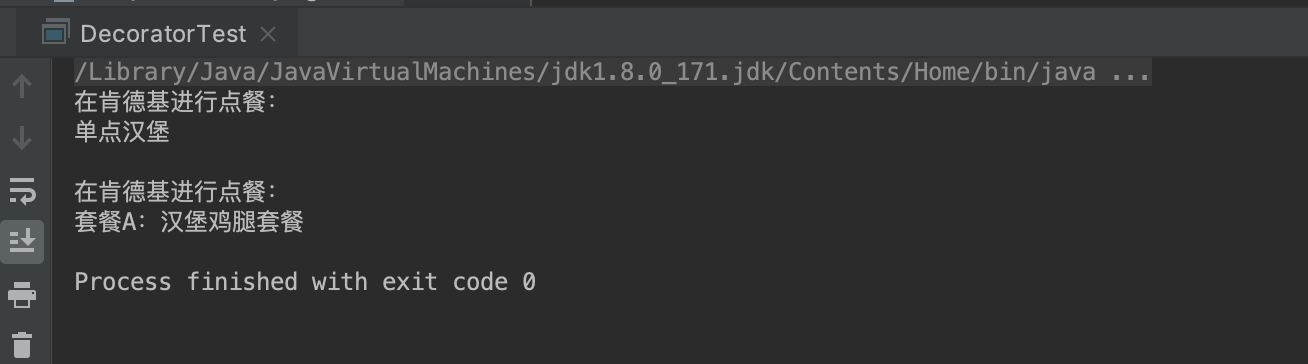 DecoratorTest
/Library/Java/JavaVirtualMachines/jdk1.8.0_171.jdk/Contents/Home/bin/java ...
在肯德基进行点餐：
单点汉堡
在肯德基进行点餐：
套餐A：汉堡鸡腿套餐
Process finished with exit code 0